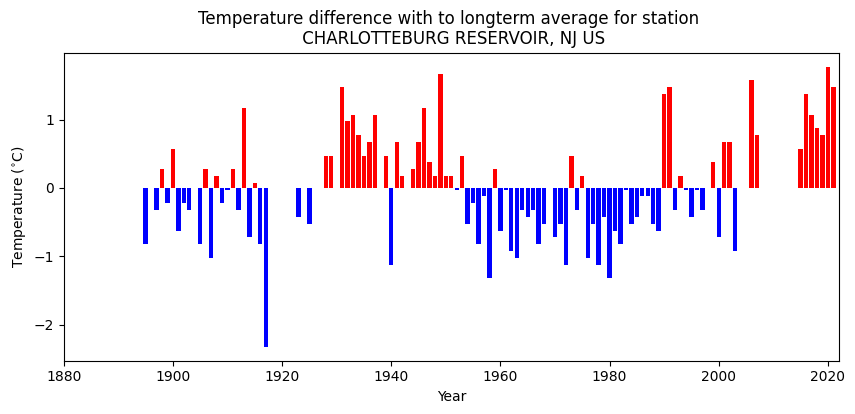 Temperature difference with to longterm average for station
CHARLOTTEBURG RESERVOIR, NJ US
Temperature (°C)
1
0
−1
−2
1880 1900 1920 1940 1960 1980 2000 2020
Year